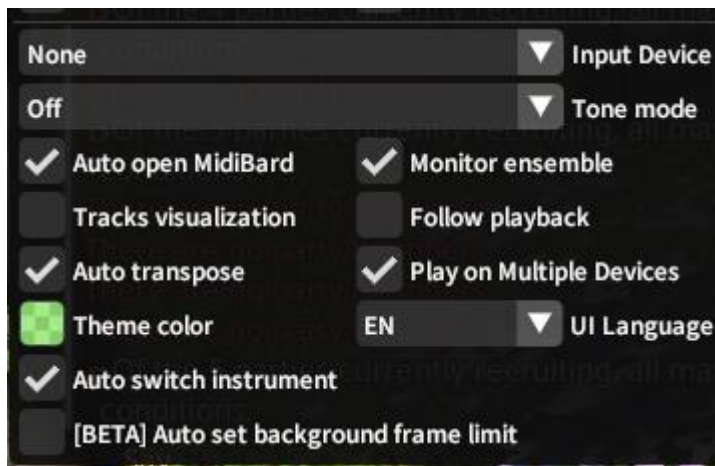 None Input Device
Off Tone mode
Auto open MidiBard Monitor ensemble
Tracks visualization Follow playback
Auto transpose Play on Multiple Devices
Theme color EN UI Language
Auto switch instrument
[BETA] Auto set background frame limit